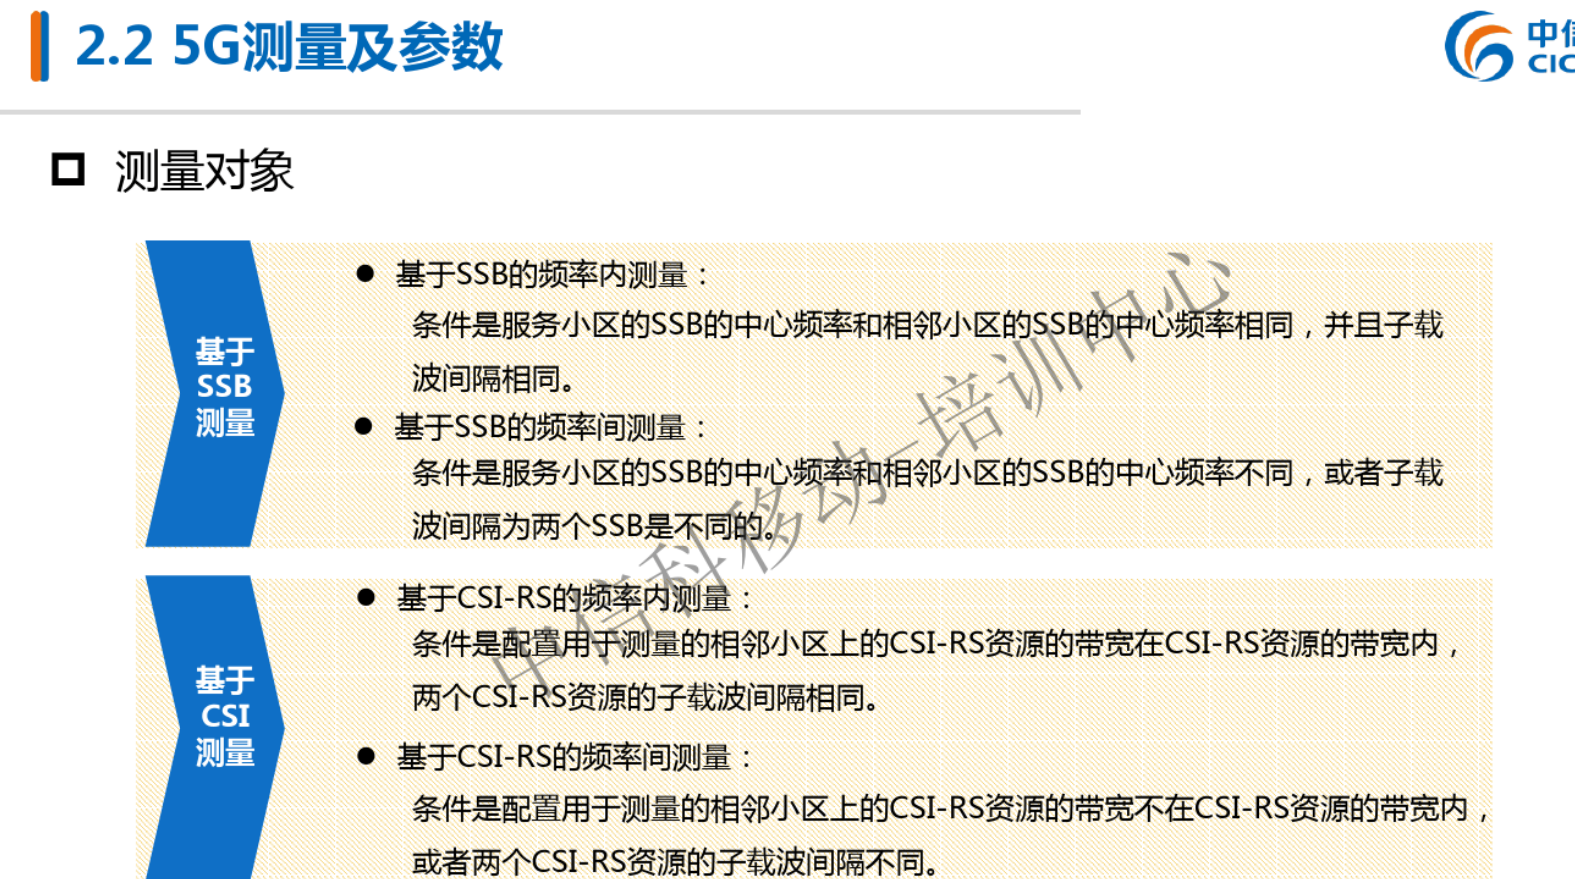 2.2 5G测量及参数
中信
CIC
测量对象
基于
SSB
测量
基于SSB的频率内测量：
条件是服务小区的SSB的中心频率和相邻小区的SSB的中心频率相同，并且子载
波间隔相同。
基于SSB的频率间测量：
条件是服务小区的SSB的中心频率和相邻小区的SSB的中心频率不同，或者子载
波间隔为两个SSB是不同的。
基于
CSI
测量
基于CSI-RS的频率内测量：
条件是配置用于测量的相邻小区上的CSI-RS资源的带宽在CSI-RS资源的带宽内，
两个CSI-RS资源的子载波间隔相同。
基于CSI-RS的频率间测量：
条件是配置用于测量的相邻小区上的CSI-RS资源的带宽不在CSI-RS资源的带宽内，
或者两个CSI-RS资源的子载波间隔不同。
中信科移动-培训中心